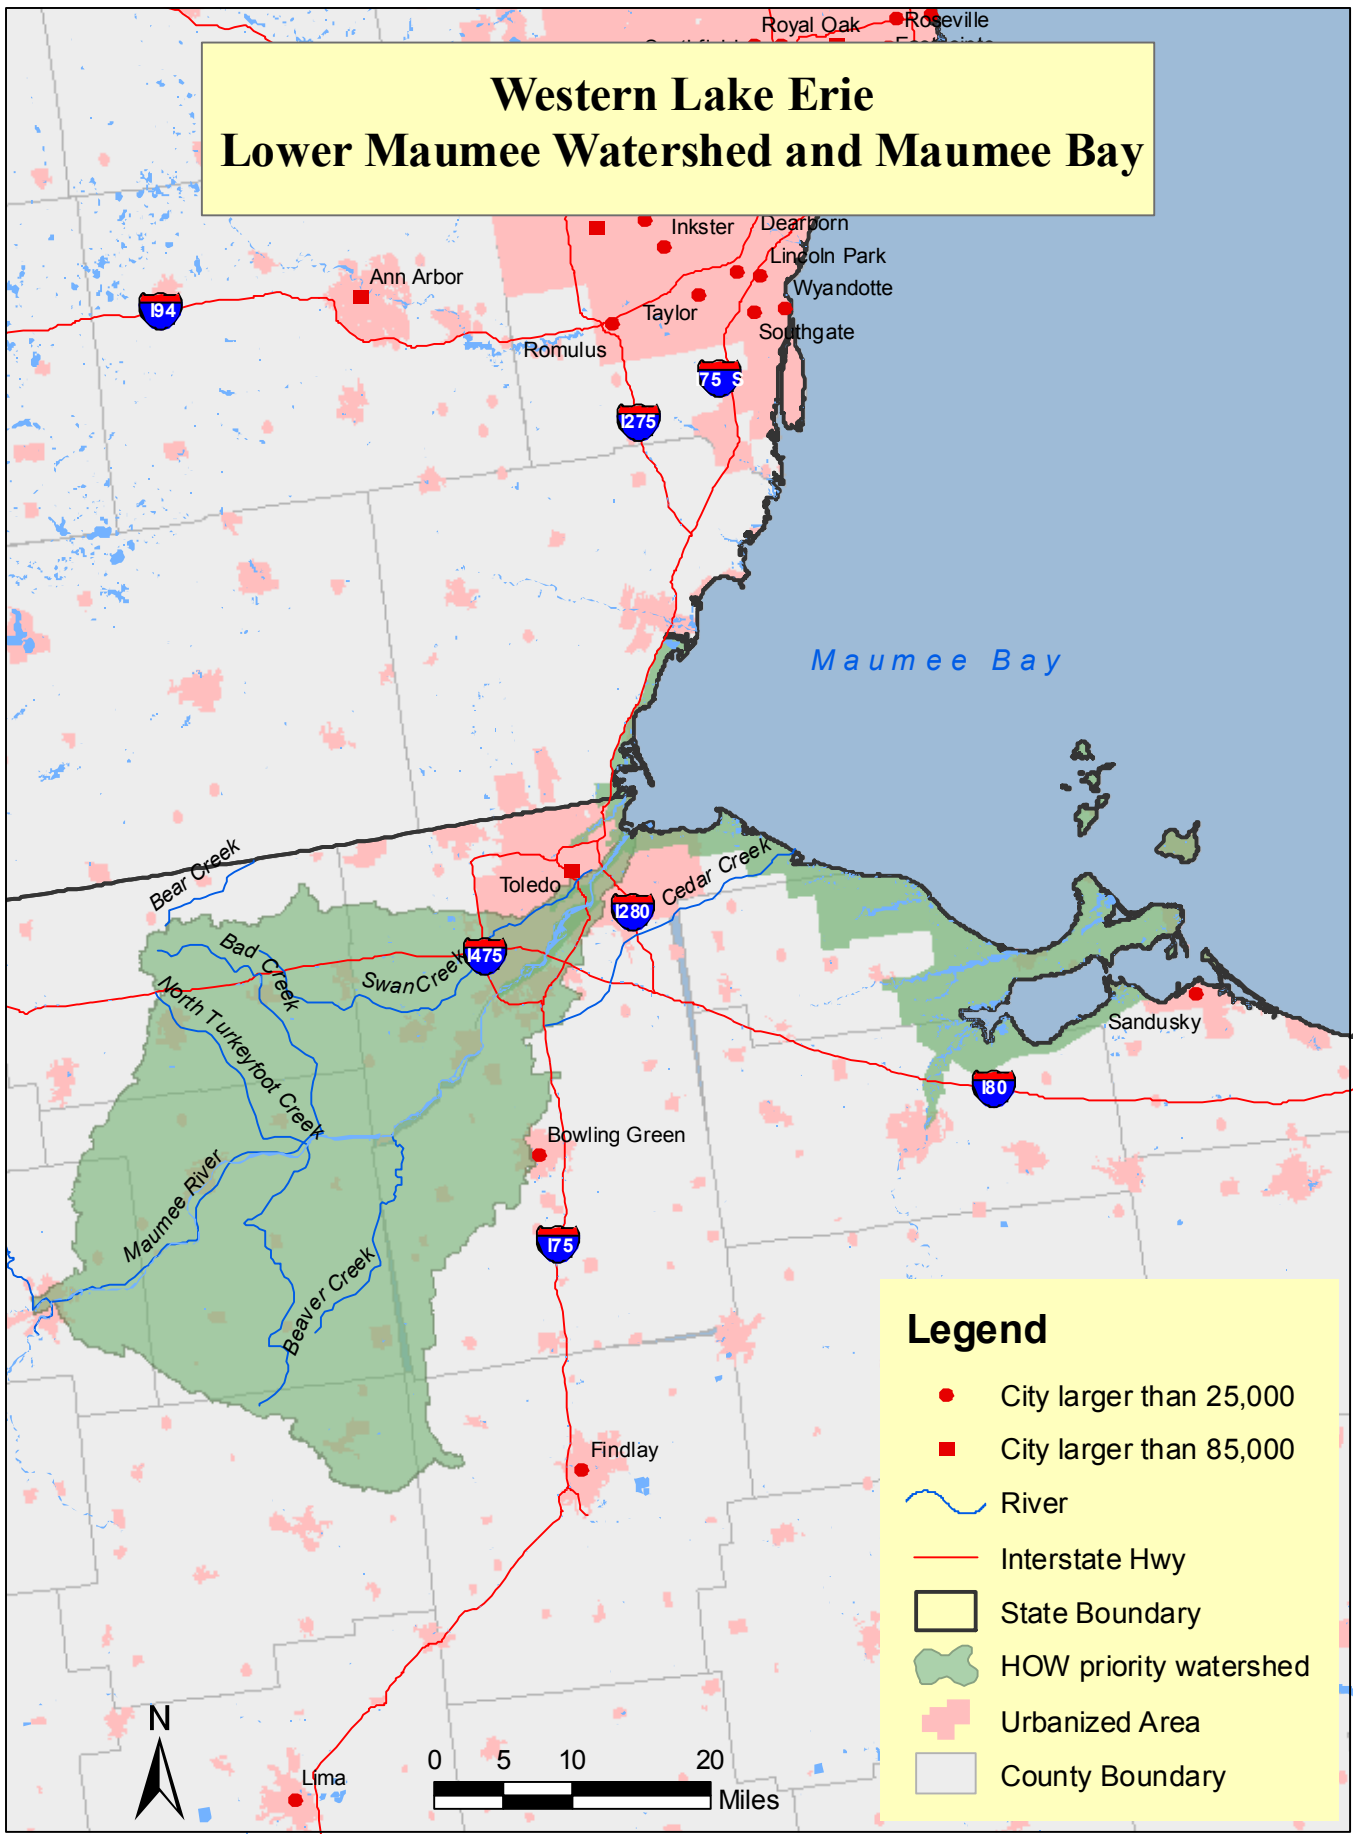 Royal Oak
Roseville
Western Lake Erie
Lower Maumee Watershed and Maumee Bay
Inkster
Dearborn
Lincoln Park
Ann Arbor
Wyandotte
I94
Taylor
Southgate
Romulus
I75 S
I275
Maumee Bay
Bear Creek
Toledo
Cedar Creek
I280
Bad Creek
I475
Swan Creek
North Turkeyfoot Creek
Sandusky
I80
Bowling Green
Maumee River
I75
Beaver Creek
Findlay
Legend
City larger than 25,000
City larger than 85,000
River
Interstate Hwy
State Boundary
HOW priority watershed
Urbanized Area
County Boundary
N
0 5 10 20
Miles
Lima